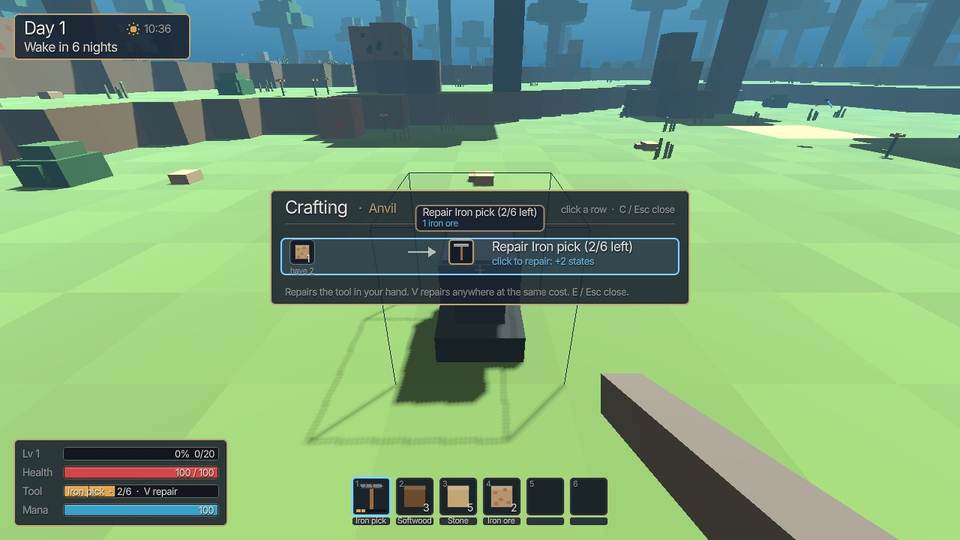 Day 1
10:36
Wake in 6 nights
Crafting · Anvil
Repair Iron pick (2/6 left)
1 iron ore
click a row · C / Esc close
have 2
Repair Iron pick (2/6 left)
click to repair: +2 states
Repairs the tool in your hand. V repairs anywhere at the same cost. E / Esc close.
Lv 1
0% 0/20
Health
100 / 100
Tool
Iron pick · 2/6 · V repair
Mana
100
1
2
3
3
5
4
2
5
6
Iron pick
Softwood
Stone
Iron ore